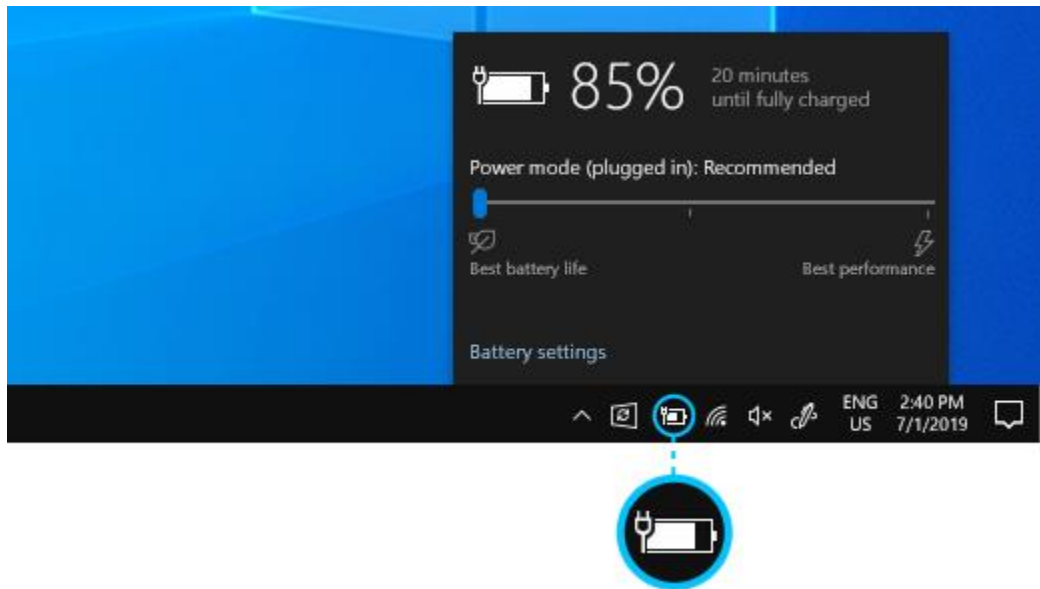 85%
20 minutes
until fully charged
Power mode (plugged in): Recommended
Best battery life
Best performance
Battery settings
ENG
US
2:40 PM
7/1/2019